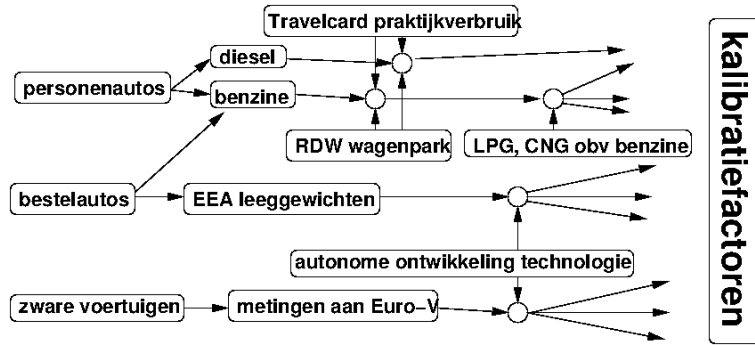 Travelcard praktijkverbruik
diesel
personenautos
benzine
RDW wagenpark
LPG, CNG obv benzine
bestelautos
EEA leeggewichten
autonome ontwikkeling technologie
zware voertuigen
metingen aan Euro-V
kalibratiefactoren